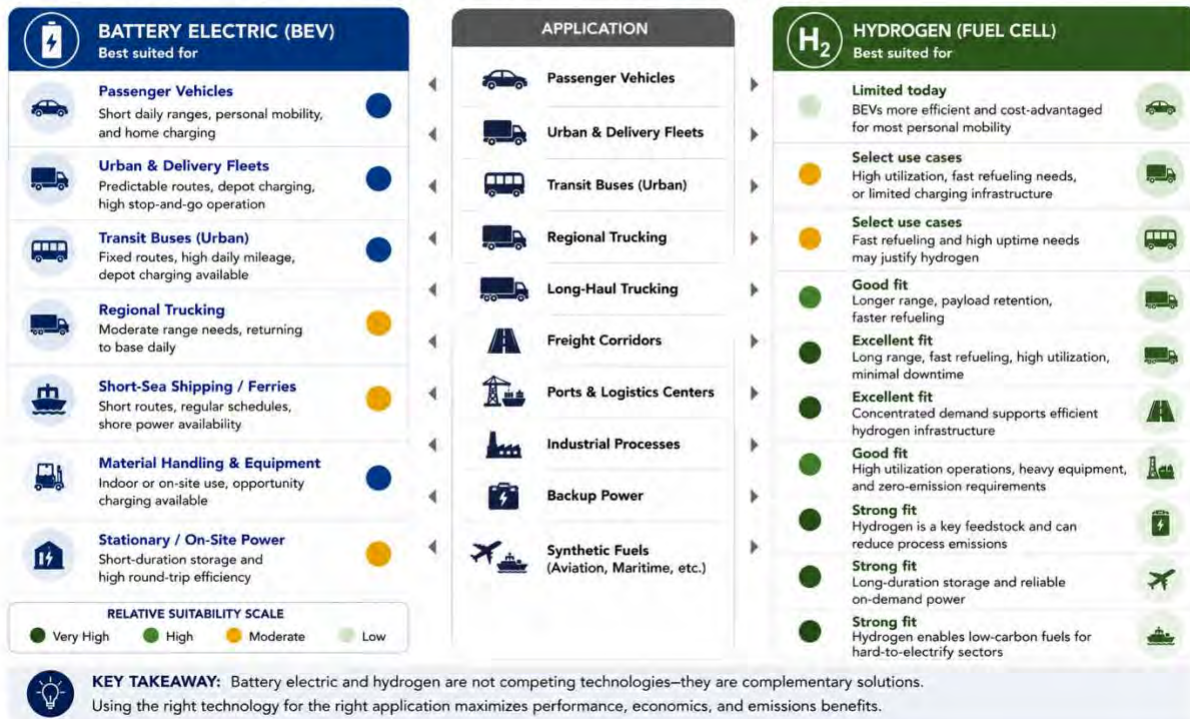 BATTERY ELECTRIC (BEV)
Best suited for
Passenger Vehicles
Short daily ranges, personal mobility,
and home charging
Urban & Delivery Fleets
Predictable routes, depot charging,
high stop-and-go operation
Transit Buses (Urban)
Fixed routes, high daily mileage,
depot charging available
Regional Trucking
Moderate range needs, returning
to base daily
Short-Sea Shipping / Ferries
Short routes, regular schedules,
shore power availability
Material Handling & Equipment
Indoor or on-site use, opportunity
charging available
Stationary / On-Site Power
Short-duration storage and
high round-trip efficiency
RELATIVE SUITABILITY SCALE
Very High High Moderate Low
APPLICATION
Passenger Vehicles
Urban & Delivery Fleets
Transit Buses (Urban)
Regional Trucking
Long-Haul Trucking
Freight Corridors
Ports & Logistics Centers
Industrial Processes
Backup Power
Synthetic Fuels
(Aviation, Maritime, etc.)
H2
HYDROGEN (FUEL CELL)
Best suited for
Limited today
BEVs more efficient and cost-advantaged
for most personal mobility
Select use cases
High utilization, fast refueling needs,
or limited charging infrastructure
Select use cases
Fast refueling and high uptime needs
may justify hydrogen
Good fit
Longer range, payload retention,
faster refueling
Excellent fit
Long range, fast refueling, high utilization,
minimal downtime
Excellent fit
Concentrated demand supports efficient
hydrogen infrastructure
Good fit
High utilization operations, heavy equipment,
and zero-emission requirements
Strong fit
Hydrogen is a key feedstock and can
reduce process emissions
Strong fit
Long-duration storage and reliable
on-demand power
Strong fit
Hydrogen enables low-carbon fuels for
hard-to-electrify sectors
KEY TAKEAWAY: Battery electric and hydrogen are not competing technologies—they are complementary solutions.
Using the right technology for the right application maximizes performance, economics, and emissions benefits.